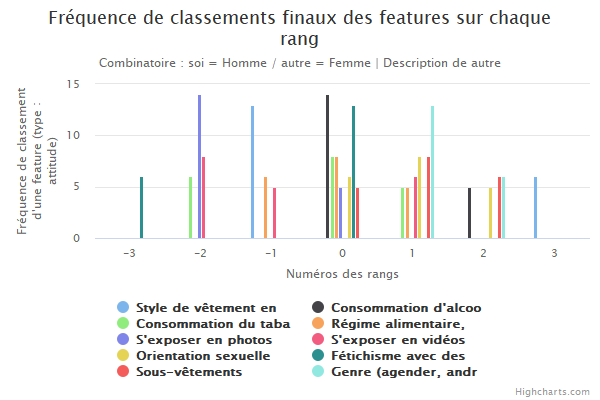 Fréquence de classements finaux des features sur chaque
rang
Combinatoire : soi = Homme / autre = Femme | Description de autre
Fréquence de classement
d'une feature (type :
attitude)
15
10
5
0
-3
-2
-1
0
1
2
3
Numéros des rangs
Style de vêtement en
Consommation d'alcoo
Consommation du taba
Régime alimentaire,
S'exposer en photos
S'exposer en vidéos
Orientation sexuelle
Fétichisme avec des
Sous-vêtements
Genre (agender, andr
Highcharts.com